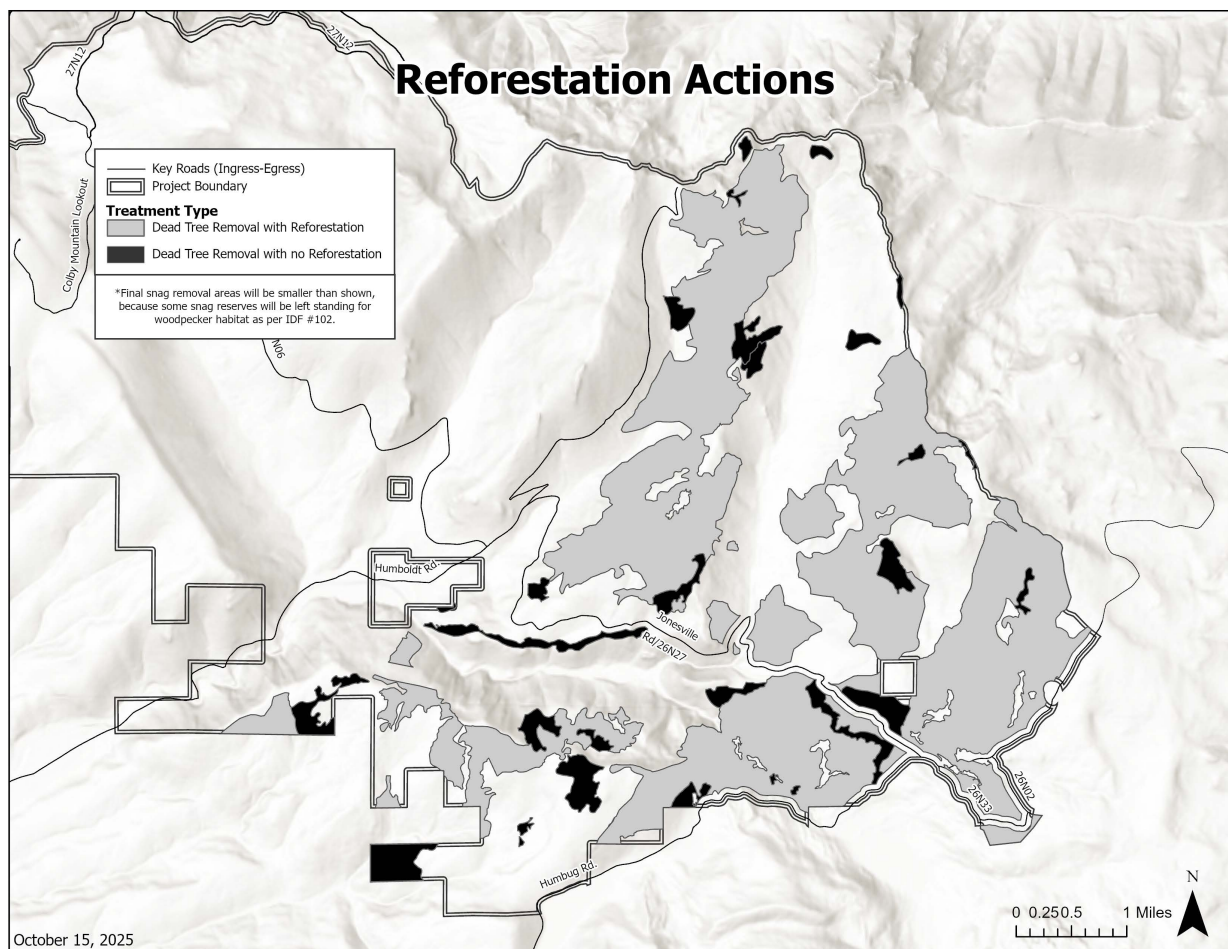 27N12
27N12
Reforestation Actions
Key Roads (Ingress-Egress)
Project Boundary
Treatment Type
Dead Tree Removal with Reforestation
Dead Tree Removal with no Reforestation
*Final snag removal areas will be smaller than shown,
because some snag reserves will be left standing for
woodpecker habitat as per IDF #102.
Colby Mountain Lookout
N06
Humboldt Rd.
Jonesville
Rd/26N27
26N02
26N33
Humbug Rd.
N
0 0.25 0.5 1 Miles
October 15, 2025